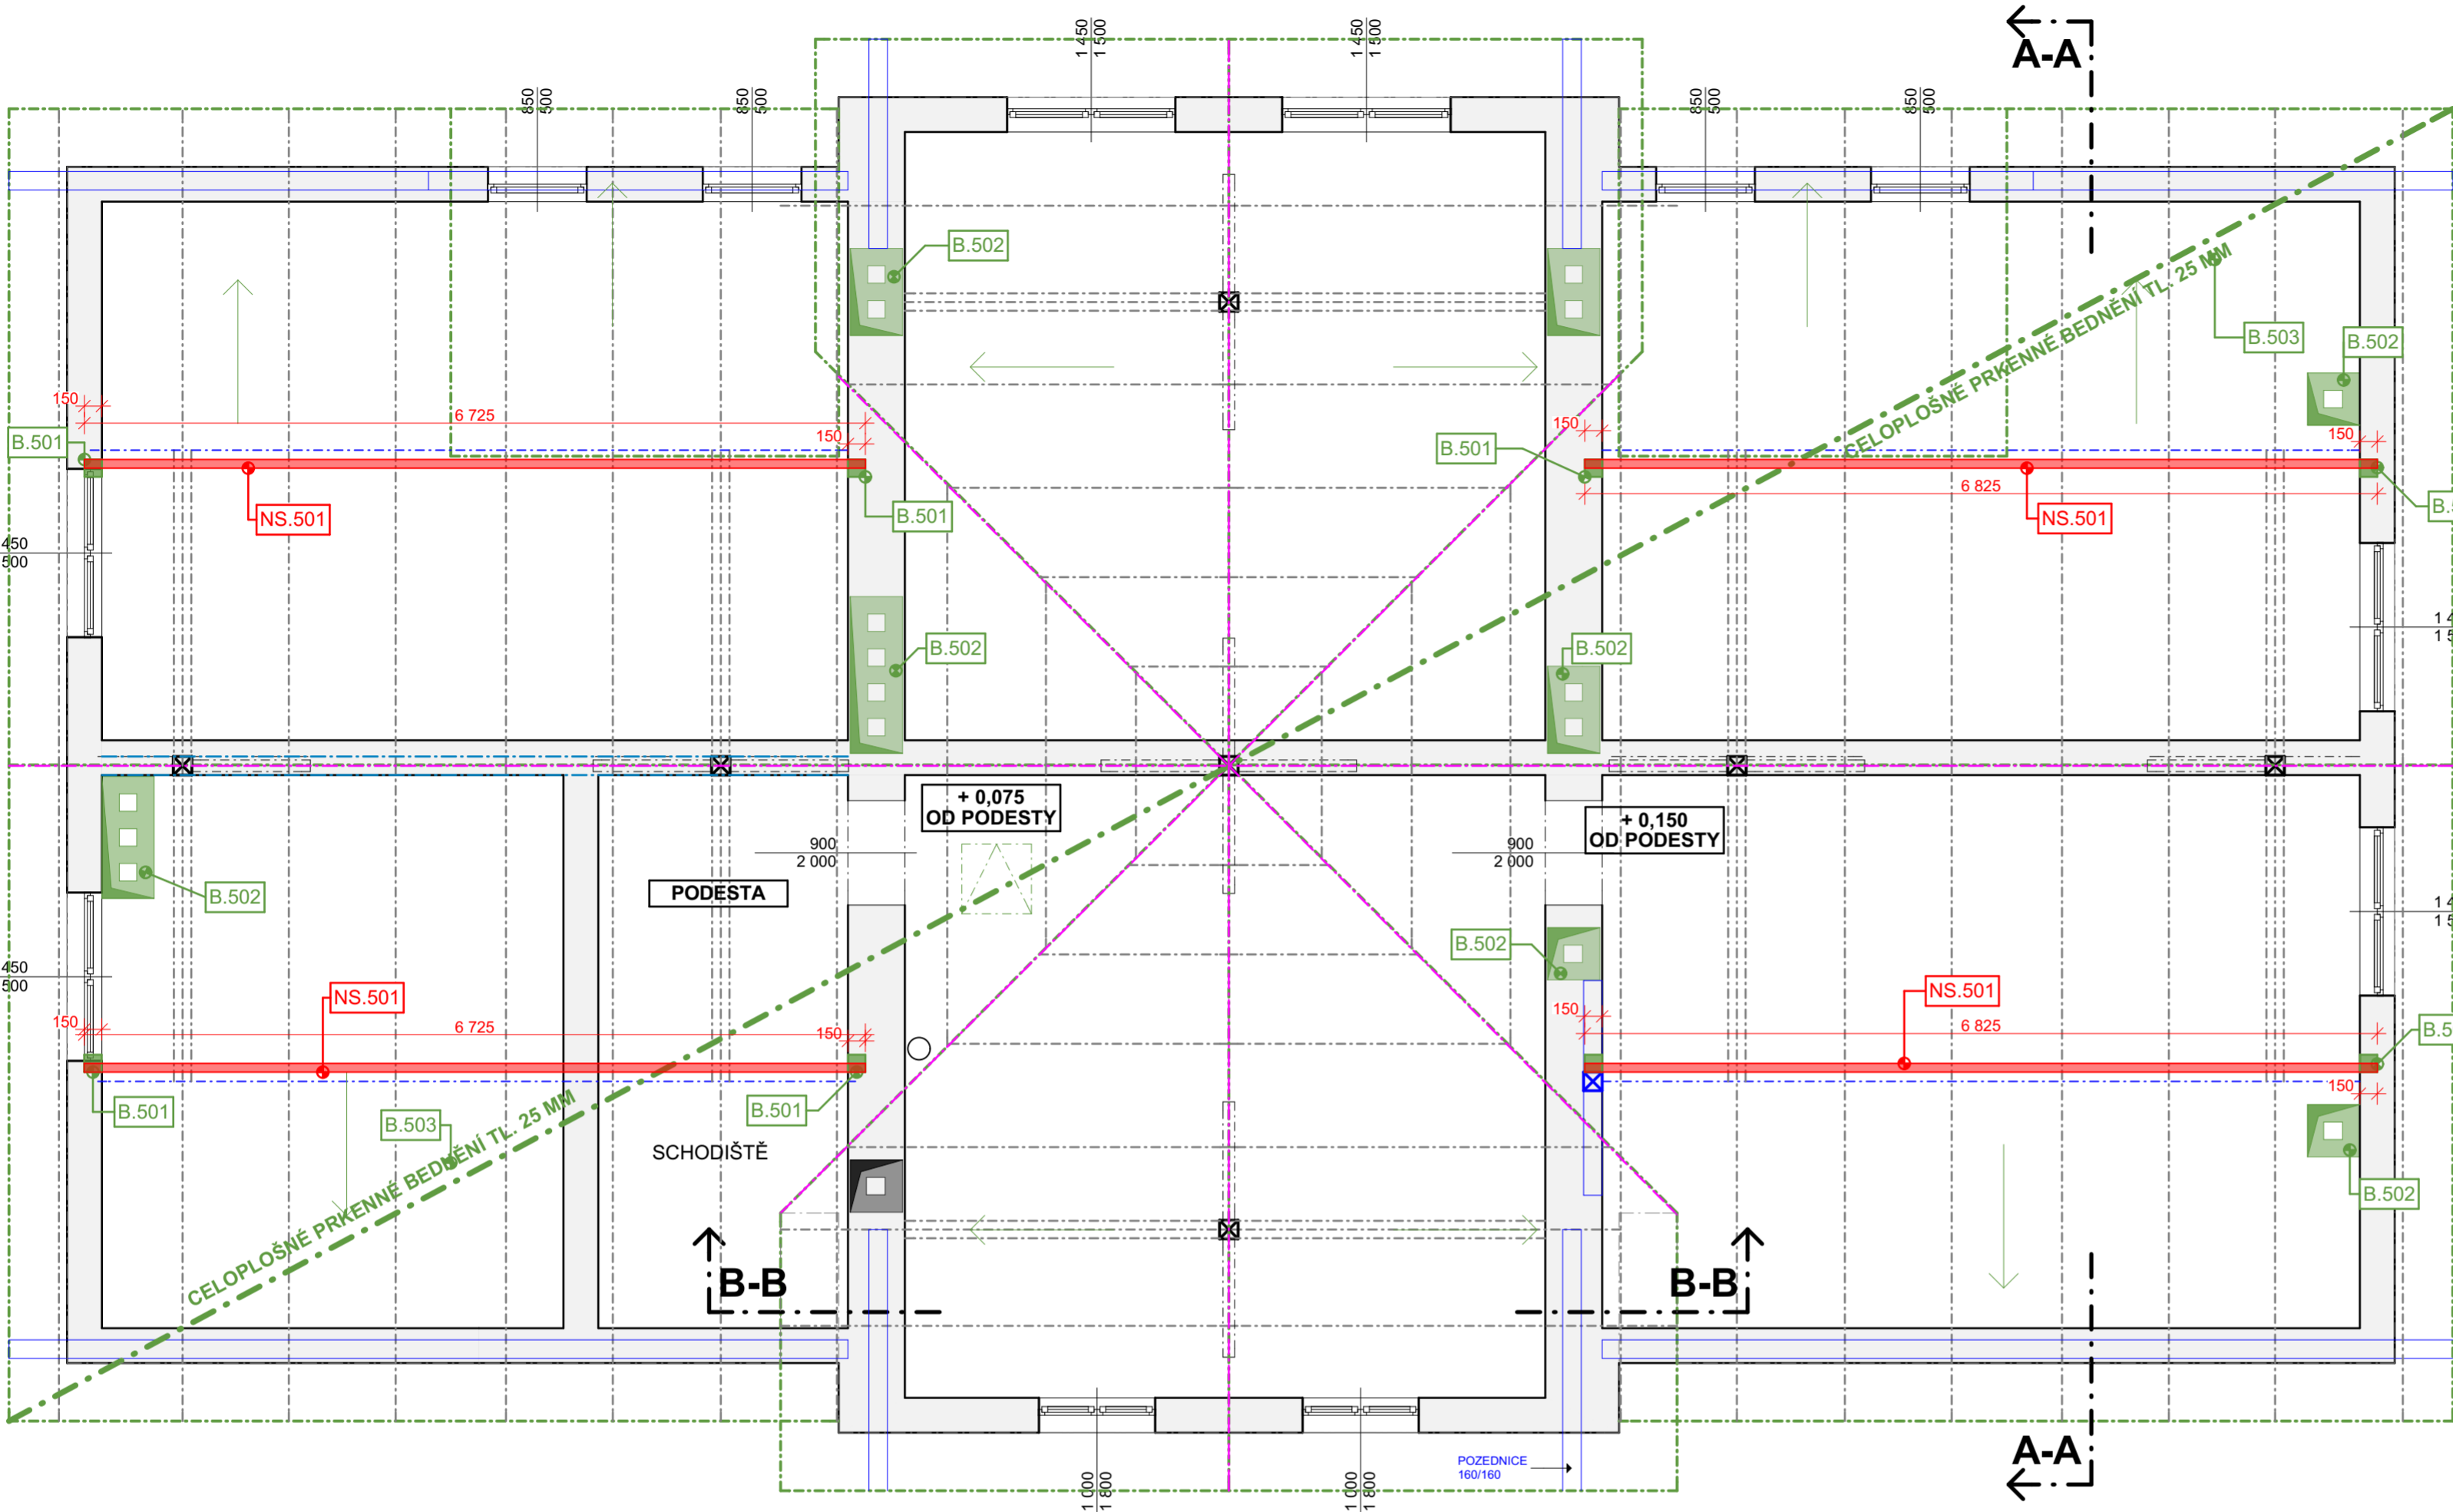 1 450
1 500
1 450
1 500
A-A
850
500
850
500
850
500
850
500
B.502
CELOPLOŠNÉ PRKENNÉ BEDNĚNÍ TL. 25 MM
B.503
B.502
150
6 725
150
B.501
150
B.501
150
6 825
NS.501
B.501
NS.501
450
500
B.502
B.502
+ 0,075
OD PODESTY
+ 0,150
OD PODESTY
900
2 000
900
2 000
PODESTA
B.502
B.502
450
500
NS.501
NS.501
150
6 725
150
150
6 825
150
B.501
B.501
B.503
CELOPLOŠNÉ PRKENNÉ BEDNĚNÍ TL. 25 MM
SCHODIŠTĚ
B.502
B-B
B-B
A-A
POZEDNICE
160/160
1 000
1 800
1 000
1 800